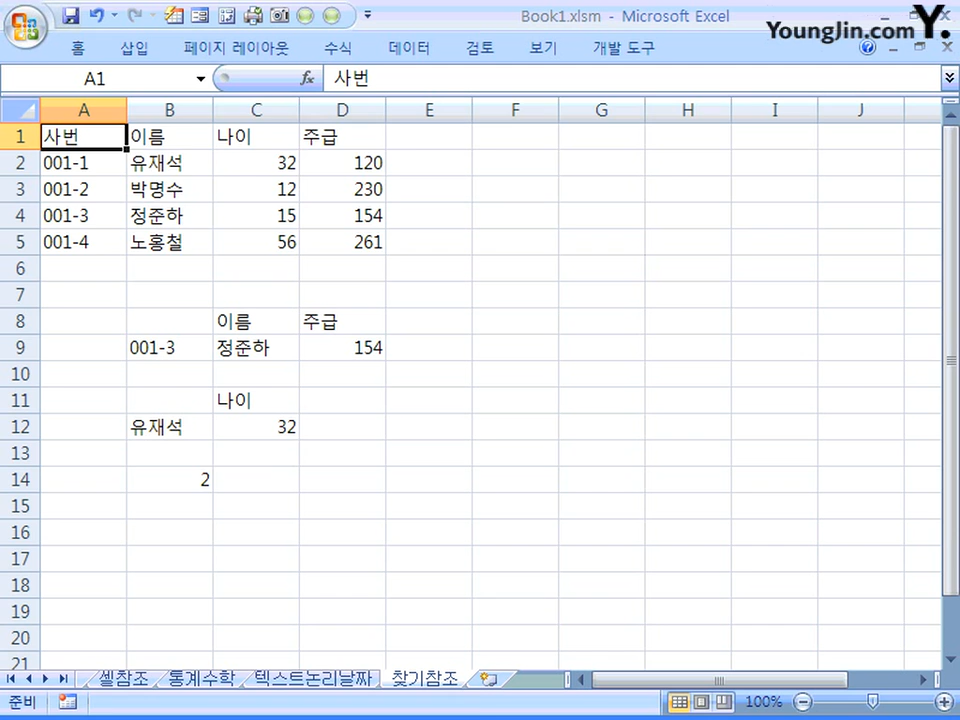 Book1.xlsm - Microsoft Excel
YoungJin.com Y.
홈 삽입 페이지 레이아웃 수식 데이터 검토 보기 개발 도구
A1 fx 사번
A B C D E F G H I J
1 사번 이름 나이 주급
2 001-1 유재석 32 120
3 001-2 박명수 12 230
4 001-3 정준하 15 154
5 001-4 노홍철 56 261
6
7
8 이름 주급
9 001-3 정준하 154
10
11 나이
12 유재석 32
13
14 2
15
16
17
18
19
20
21
셀참조 통계수학 텍스트논리날짜 찾기참조
준비 100%